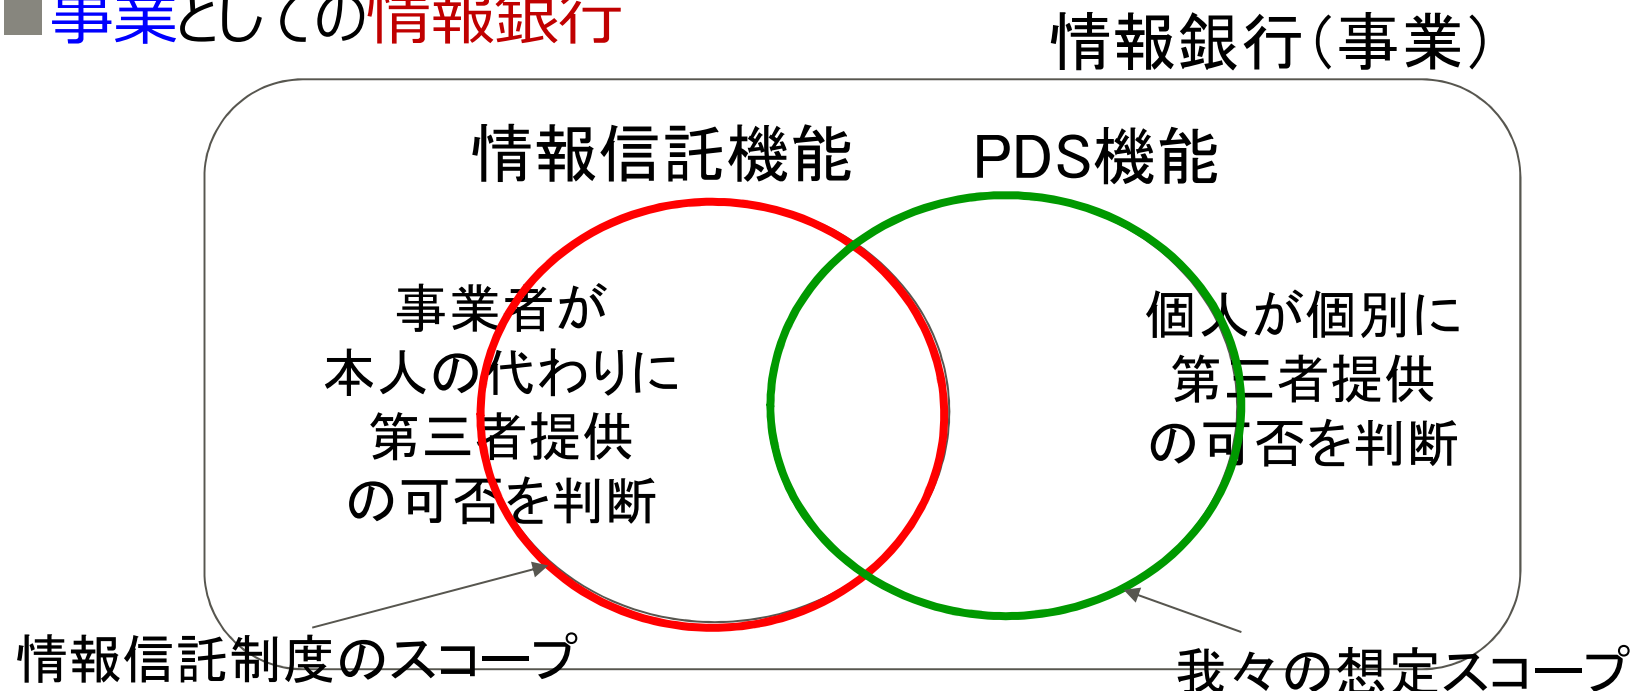 ■事業としての情報銀行
情報銀行（事業）
情報信託機能
PDS機能
事業者が
本人の代わりに
第三者提供
の可否を判断
個人が個別に
第三者提供
の可否を判断
情報信託制度のスコープ
我々の想定スコープ